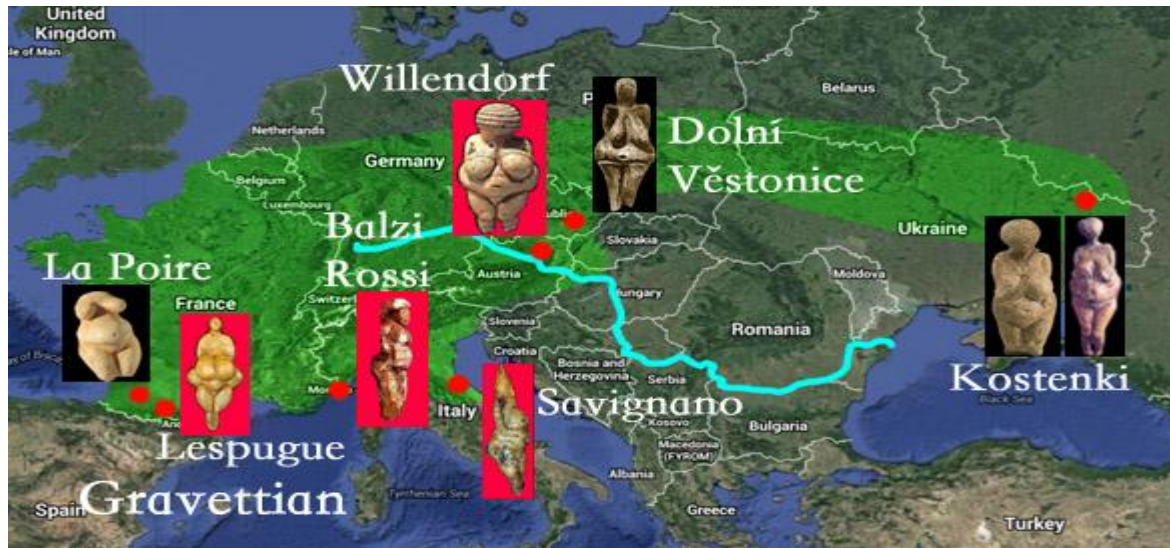 United
Kingdom
Isle of Man
Netherlands
Belgium
Luxembourg
Germany
Belarus
Willendorf
Dolní
Věstonice
Ukraine
Slovakia
Moldova
Austria
Hungary
Balzi
Rossi
La Poire
France
Slovenia
Croatia
Romania
Bosnia and
Herzegovina
Serbia
Kostenki
Black Sea
Italy
Savignano
Kosovo
Bulgaria
Macedonia
(FYROM)
Albania
Lespugue
Gravettian
Tyrrhenian Sea
Spain
Greece
Turkey